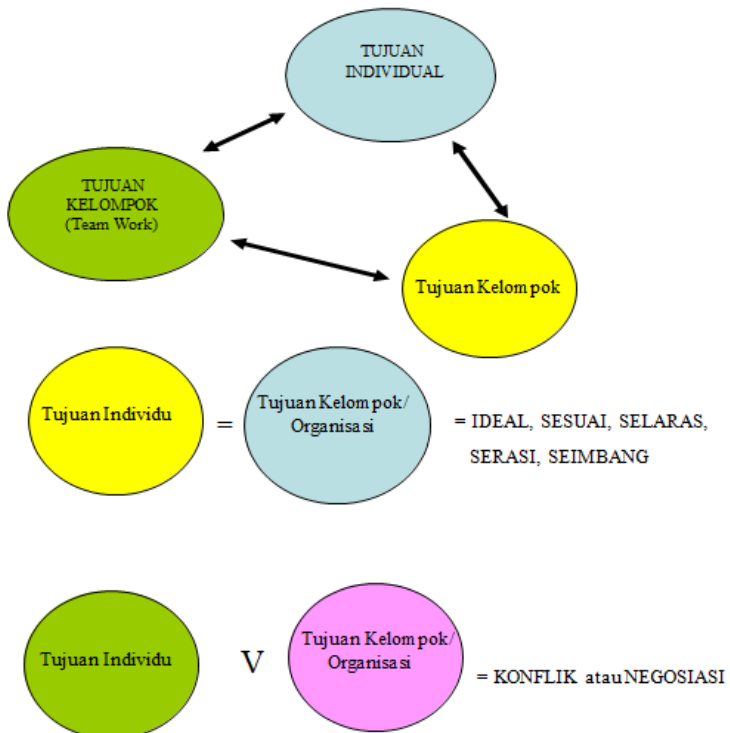 TUJUAN
INDIVIDUAL
TUJUAN
KELOMPOK
(Team Work)
Tujuan Kelompok
Tujuan Individu
=
Tujuan Kelompok/
Organisasi
= IDEAL, SESUAI, SELARAS,
SERASI, SEIMBANG
Tujuan Individu
V
Tujuan Kelompok/
Organisasi
= KONFLIK atau NEGOSIASI